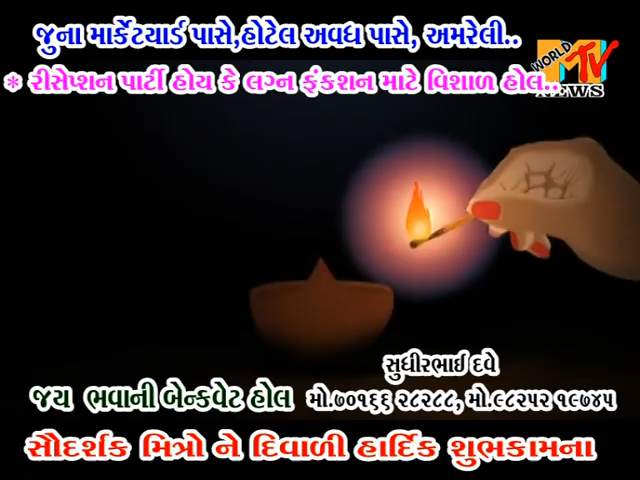 જુના માર્કેટયાર્ડ પાસે,હોટેલ અવધ પાસે, અમરેલી..
WORLD
MTV
NEWS
* રીસેપ્શન પાર્ટી હોય કે લગ્ન ફંકશન માટે વિશાળ હોલ..
સુધીરભાઈ દવે
જય ભવાની બેન્કવેટ હોલ મો.૭૦૧૬૬ ૨૮૨૮૮, મો.૯૮૨૫૨ ૧૯૭૪૫
સૌદર્શક મિત્રો ને દિવાળી હાર્દિક શુભકામના